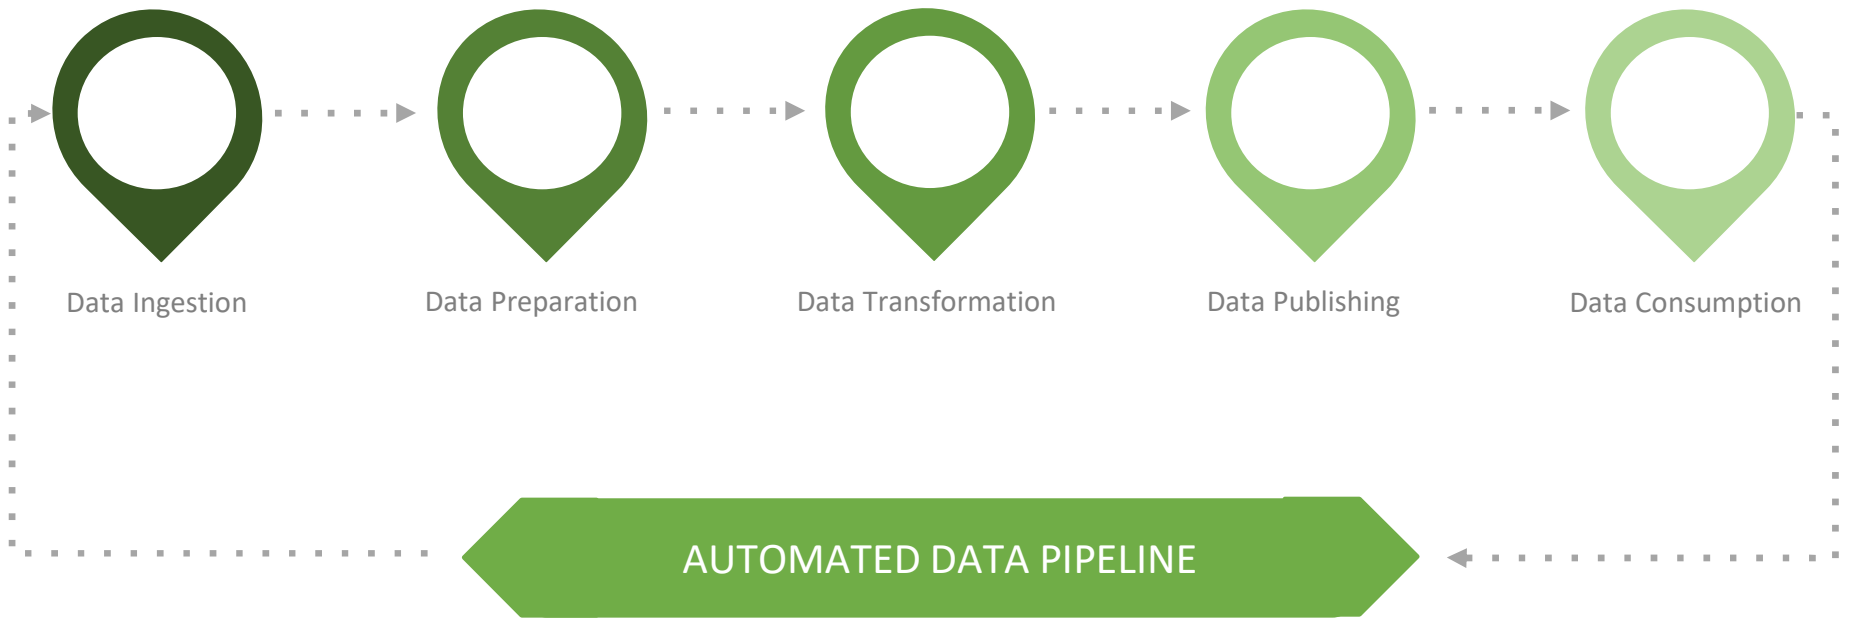 Data Ingestion
Data Preparation
Data Transformation
Data Publishing
Data Consumption
AUTOMATED DATA PIPELINE